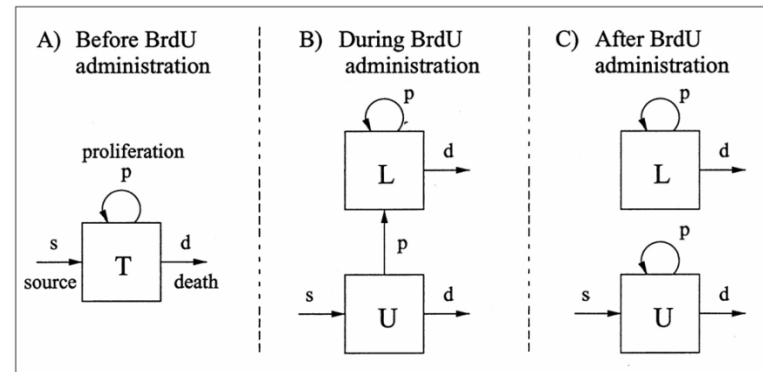 A) Before BrdU
administration
proliferation
p
s
d
T
source
death
B) During BrdU
administration
p
L
d
p
s
U
d
C) After BrdU
administration
p
L
d
p
s
U
d